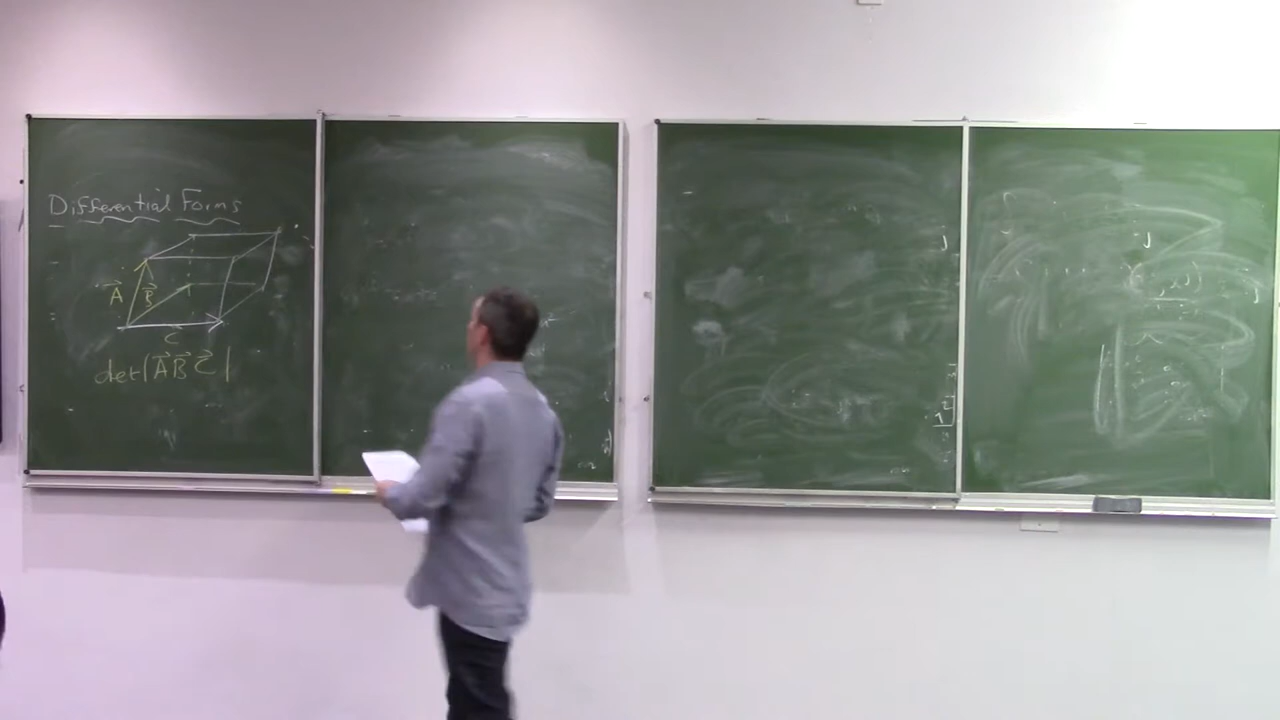 Differential Forms
A⃗
B⃗
C⃗
det|A⃗ B⃗ C⃗|